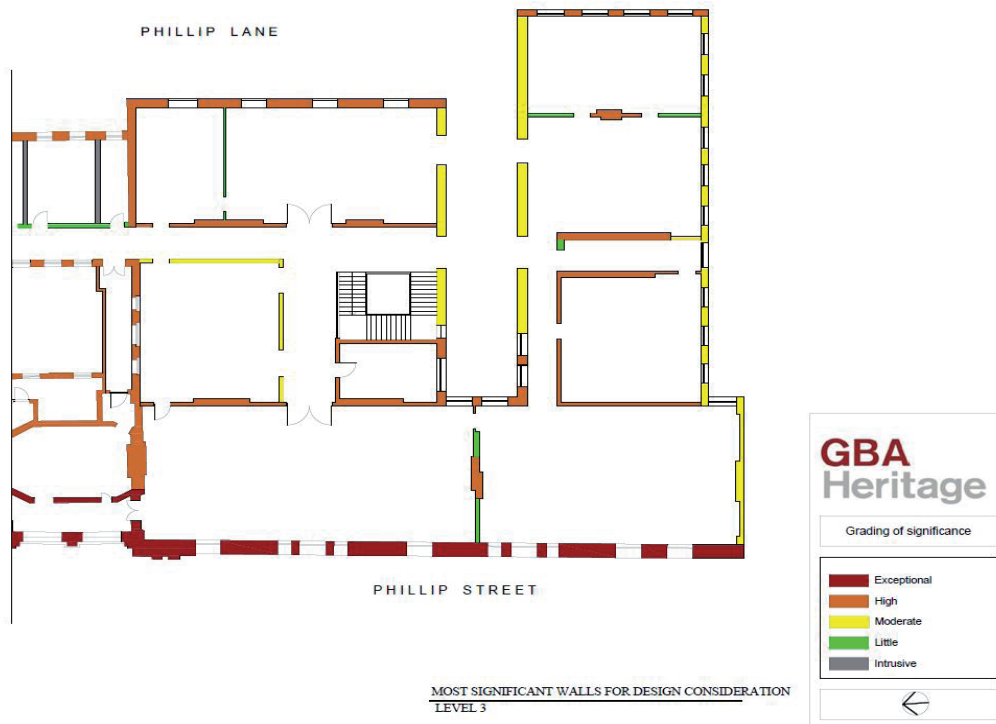 PHILLIP LANE
GBA
Heritage
Grading of significance
Exceptional
High
Moderate
Little
Intrusive
PHILLIP STREET
MOST SIGNIFICANT WALLS FOR DESIGN CONSIDERATION
LEVEL 3